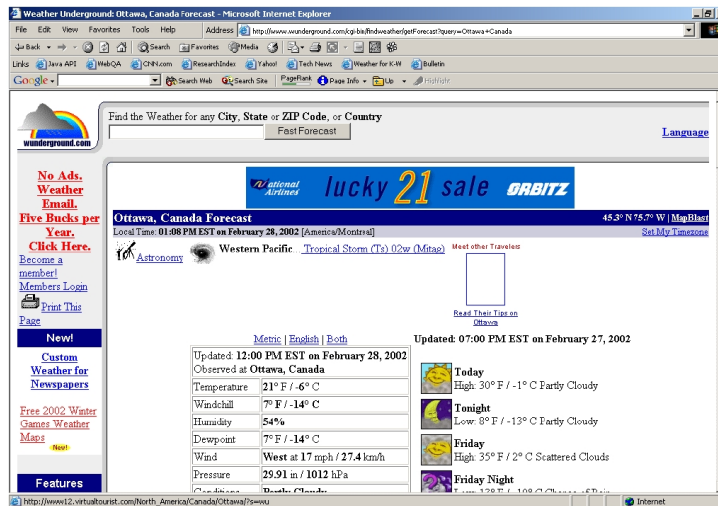 Weather Underground: Ottawa, Canada Forecast - Microsoft Internet Explorer
File Edit View Favorites Tools Help Address http://www.wunderground.com/cgi-bin/findweather/getForecast?query=Ottawa+Canada
Back Search Favorites Media
Links Java API WebQA CNN.com ResearchIndex Yahoo! Tech News Weather for K-W Bulletin
Google Search Web Search Site PageRank Page Info Up Highlight
Find the Weather for any City, State or ZIP Code, or Country
Fast Forecast
Language
wunderground.com
No Ads.
Weather
Email.
Five Bucks per
Year.
Click Here.
Become a
member!
Members Login
Print This
Page
New!
Custom
Weather for
Newspapers
Free 2002 Winter
Games Weather
Maps
New!
Features
National Airlines lucky 21 sale ORBITZ
Ottawa, Canada Forecast 45.3° N 75.7° W | MapBlast
Local Time: 01:08 PM EST on February 28, 2002 [America/Montreal] Set My Timezone
Astronomy Western Pacific... Tropical Storm (Ts) 02w (Mitag) Meet other Travelers
Read Their Tips on
Ottawa
Metric | English | Both
Updated: 12:00 PM EST on February 28, 2002
Observed at Ottawa, Canada
Temperature 21° F / -6° C
Windchill 7° F / -14° C
Humidity 54%
Dewpoint 7° F / -14° C
Wind West at 17 mph / 27.4 km/h
Pressure 29.91 in / 1012 hPa
Conditions Partly Cloudy
Updated: 07:00 PM EST on February 27, 2002
Today
High: 30° F / -1° C Partly Cloudy
Tonight
Low: 8° F / -13° C Partly Cloudy
Friday
High: 35° F / 2° C Scattered Clouds
Friday Night
http://www12.virtualtourist.com/North_America/Canada/Ottawa/?s=wu Internet